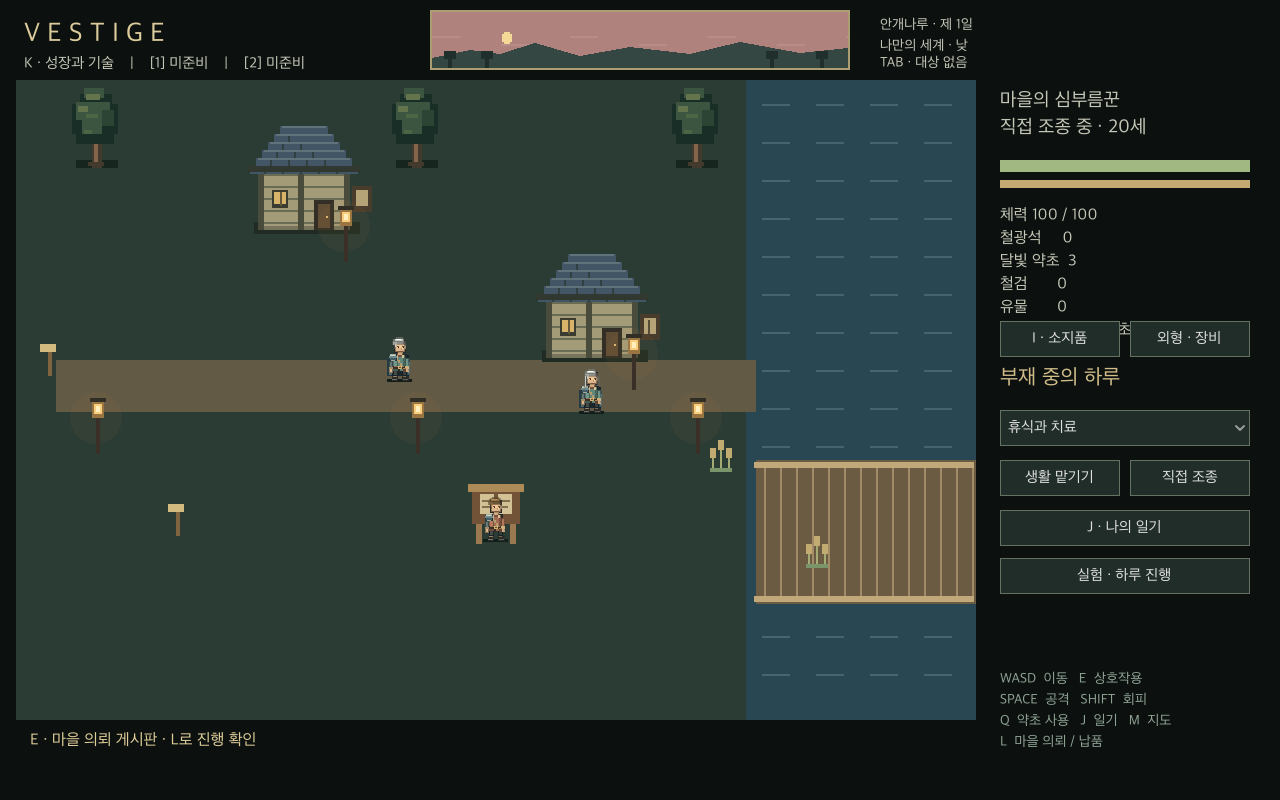 VESTIGE
K · 성장과 기술 | [1] 미준비 | [2] 미준비
안개나루 · 제 1일
나만의 세계 · 낮
TAB · 대상 없음
마을의 심부름꾼
직접 조종 중 · 20세
체력 100 / 100
철광석 0
달빛 약초 3
철검 0
유물 0
I · 소지품
외형 · 장비
부재 중의 하루
휴식과 치료
생활 맡기기
직접 조종
J · 나의 일기
실험 · 하루 진행
WASD 이동 E 상호작용
SPACE 공격 SHIFT 회피
Q 약초 사용 J 일기 M 지도
L 마을 의뢰 / 납품
E · 마을 의뢰 게시판 · L로 진행 확인